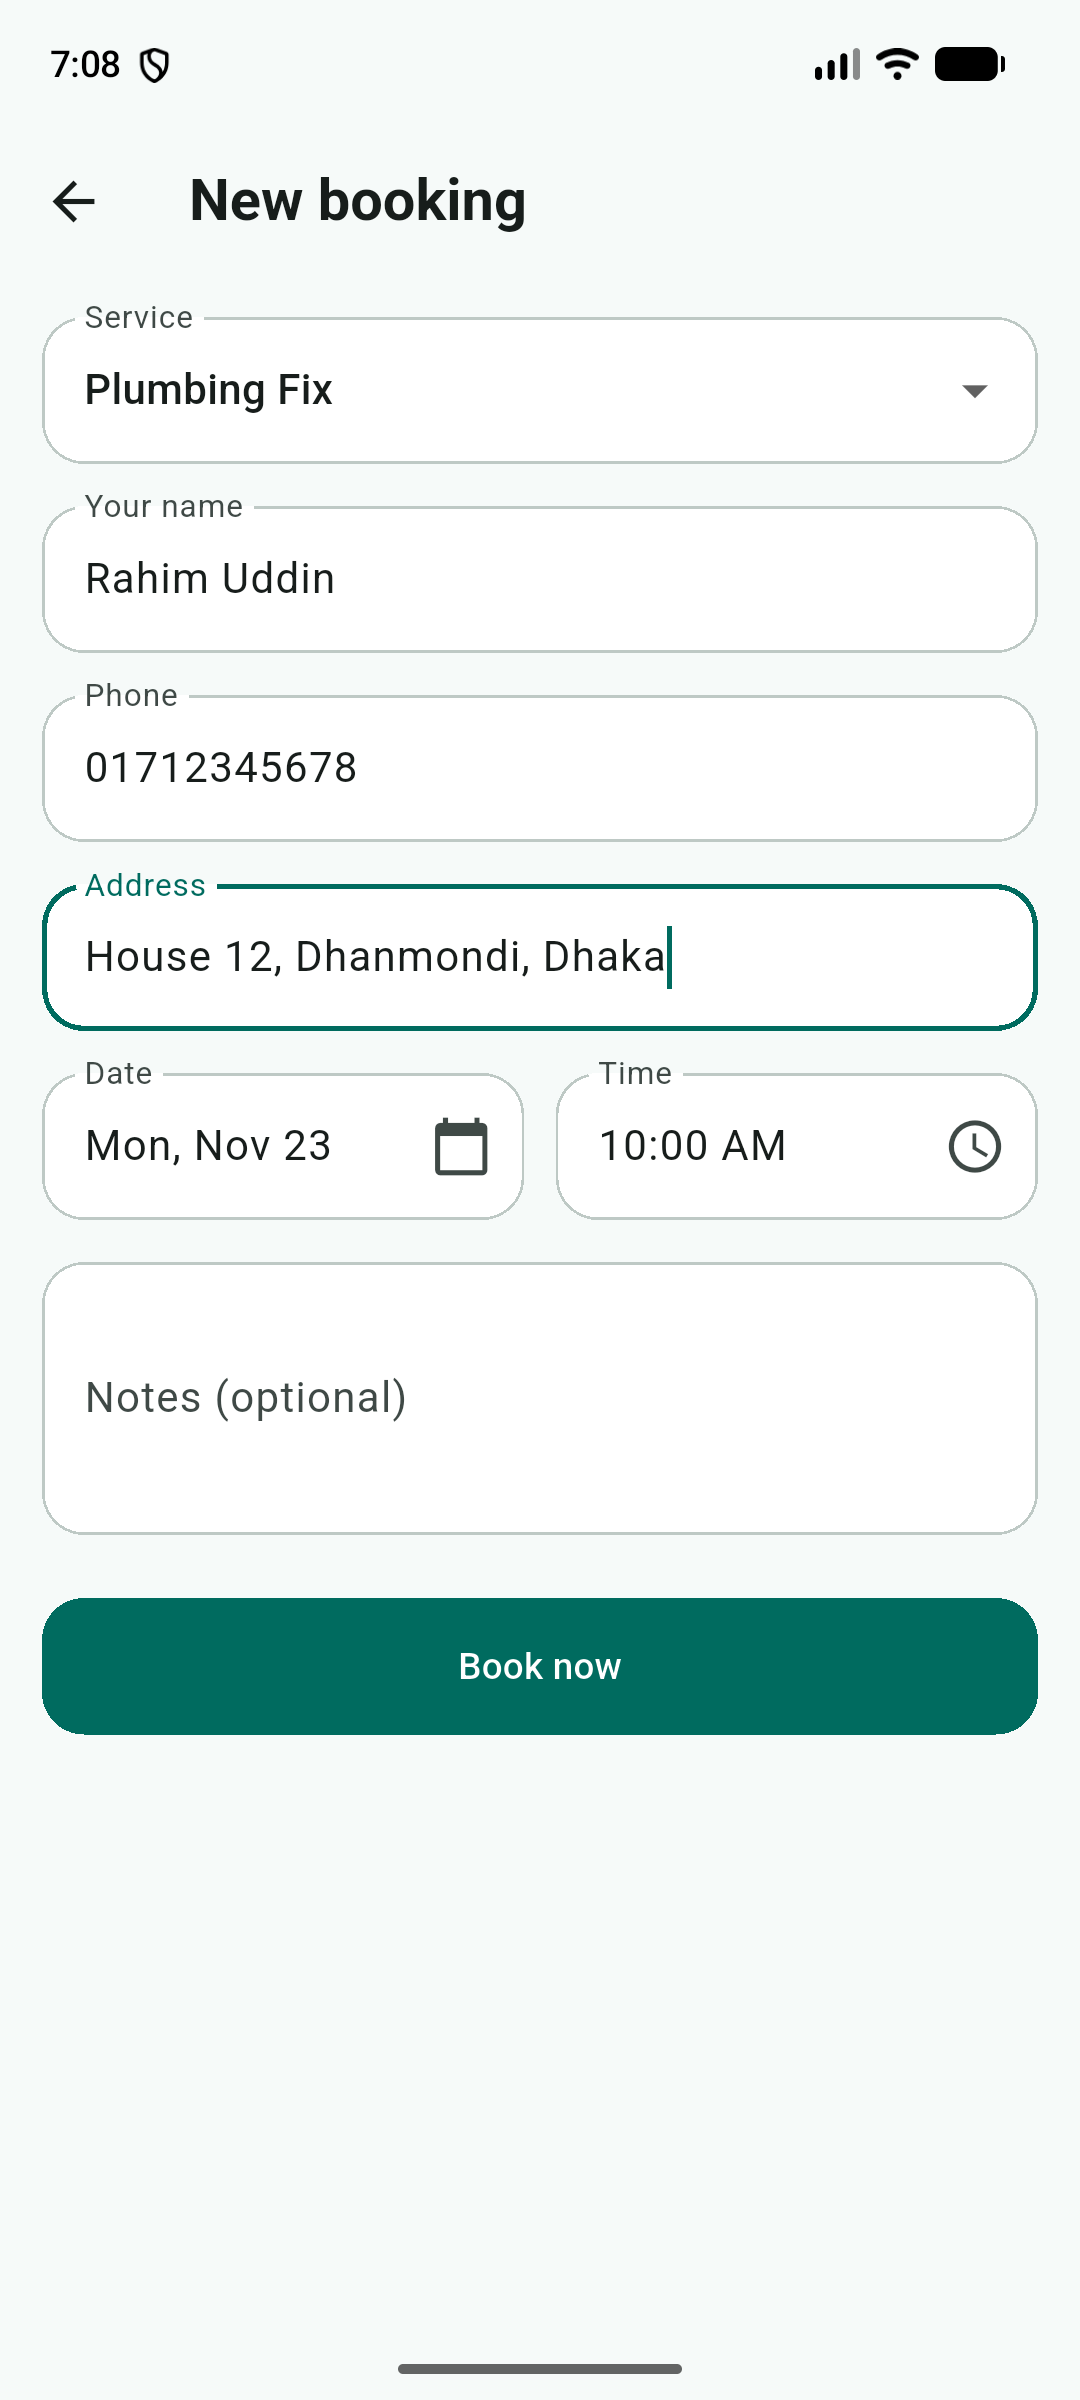 7:08
New booking
Service
Plumbing Fix
Your name
Rahim Uddin
Phone
01712345678
Address
House 12, Dhanmondi, Dhaka
Date
Mon, Nov 23
Time
10:00 AM
Notes (optional)
Book now